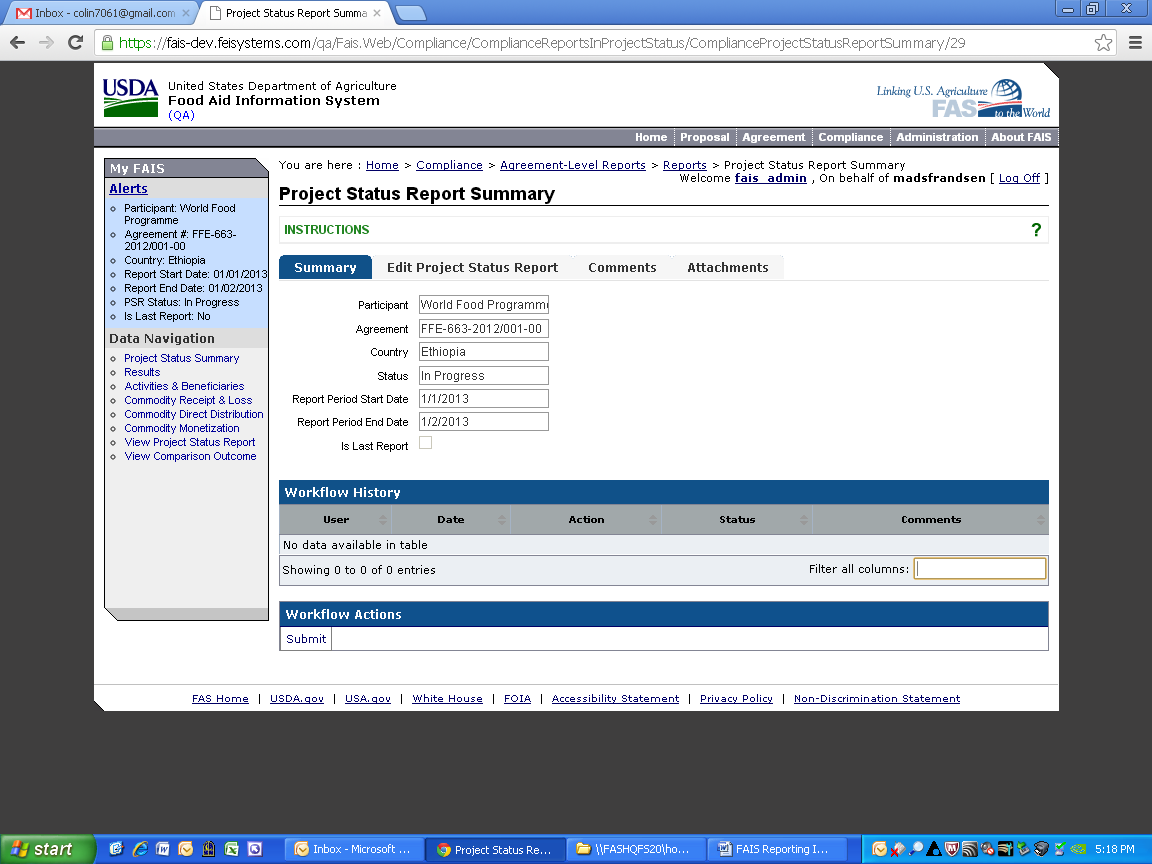 Inbox - colin7061@gmail.com
Project Status Report Summa
https://fais-dev.feisystems.com/qa/Fais.Web/Compliance/ComplianceReportsInProjectStatus/ComplianceProjectStatusReportSummary/29
USDA
United States Department of Agriculture
Food Aid Information System
(QA)
Linking U.S. Agriculture
FAS to the World
Home Proposal Agreement Compliance Administration About FAIS
My FAIS
Alerts
Participant: World Food
Programme
Agreement #: FFE-663-
2012/001-00
Country: Ethiopia
Report Start Date: 01/01/2013
Report End Date: 01/02/2013
PSR Status: In Progress
Is Last Report: No
Data Navigation
Project Status Summary
Results
Activities & Beneficiaries
Commodity Receipt & Loss
Commodity Direct Distribution
Commodity Monetization
View Project Status Report
View Comparison Outcome
You are here : Home > Compliance > Agreement-Level Reports > Reports > Project Status Report Summary
Welcome fais_admin , On behalf of madsfrandsen [ Log Off ]
Project Status Report Summary
INSTRUCTIONS ?
Summary Edit Project Status Report Comments Attachments
Participant World Food Programme
Agreement FFE-663-2012/001-00
Country Ethiopia
Status In Progress
Report Period Start Date 1/1/2013
Report Period End Date 1/2/2013
Is Last Report
Workflow History
User Date Action Status Comments
No data available in table
Showing 0 to 0 of 0 entries Filter all columns:
Workflow Actions
Submit
FAS Home | USDA.gov | USA.gov | White House | FOIA | Accessibility Statement | Privacy Policy | Non-Discrimination Statement
start Inbox - Microsoft ... Project Status Re... \\FASHQFS20\ho... FAIS Reporting I... 5:18 PM